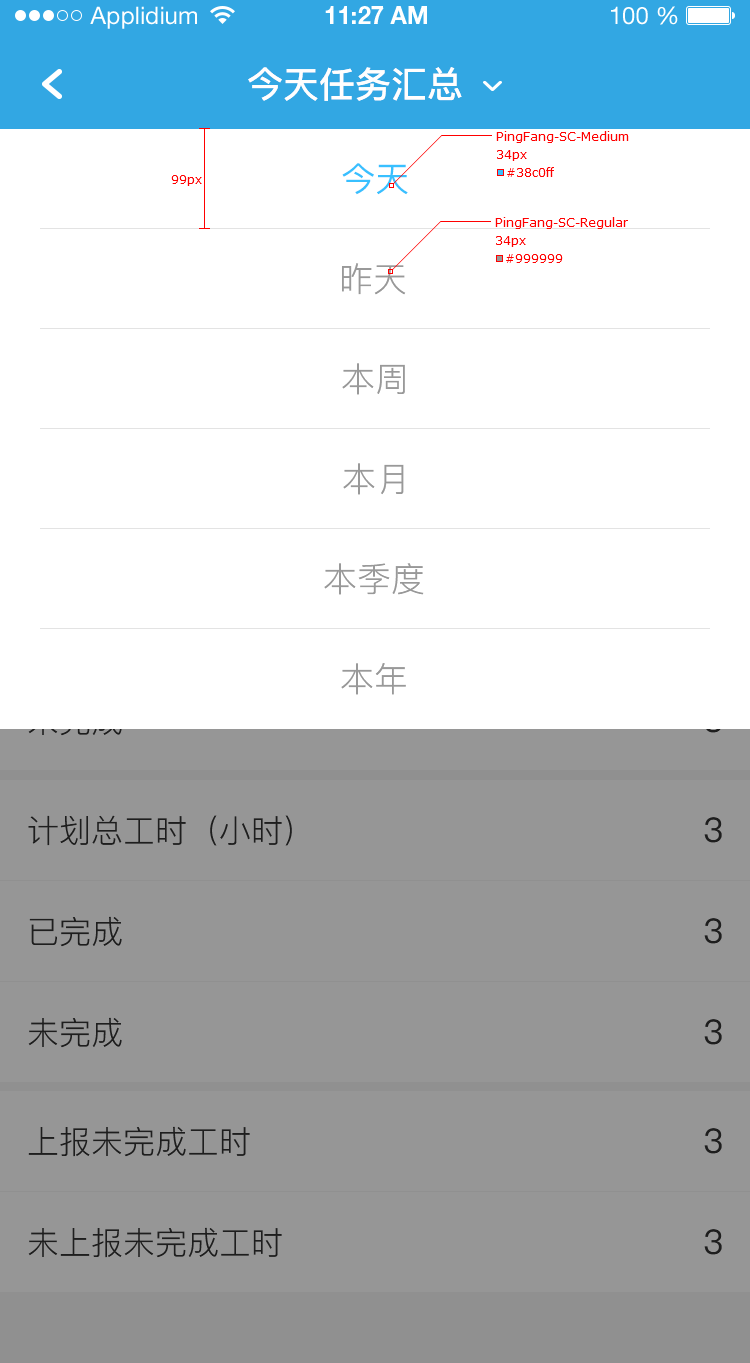 Applidium 11:27 AM 100 %
今天任务汇总
PingFang-SC-Medium
34px
#38c0ff
99px
今天
PingFang-SC-Regular
34px
#999999
昨天
本周
本月
本季度
本年
未完成 3
计划总工时（小时） 3
已完成 3
未完成 3
上报未完成工时 3
未上报未完成工时 3